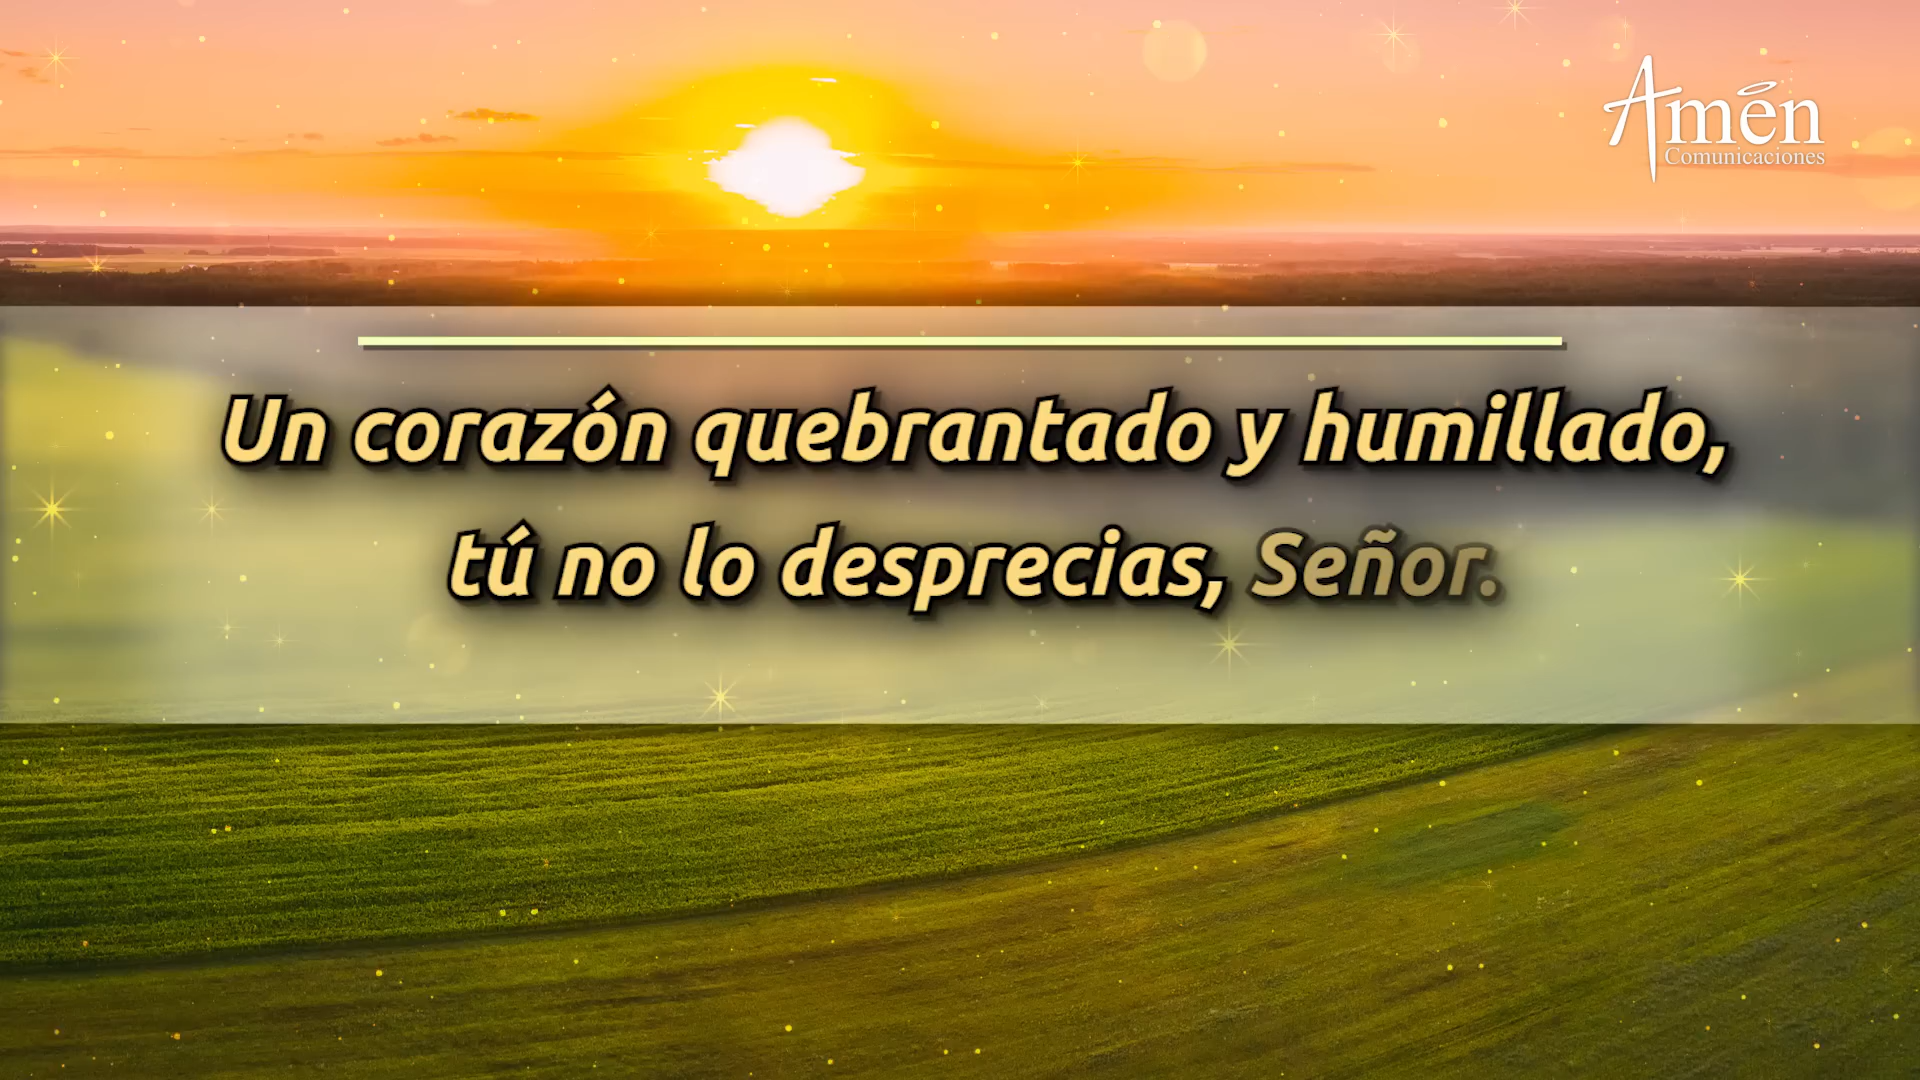 Amén
Comunicaciones
Un corazón quebrantado y humillado,
tú no lo desprecias, Señor.